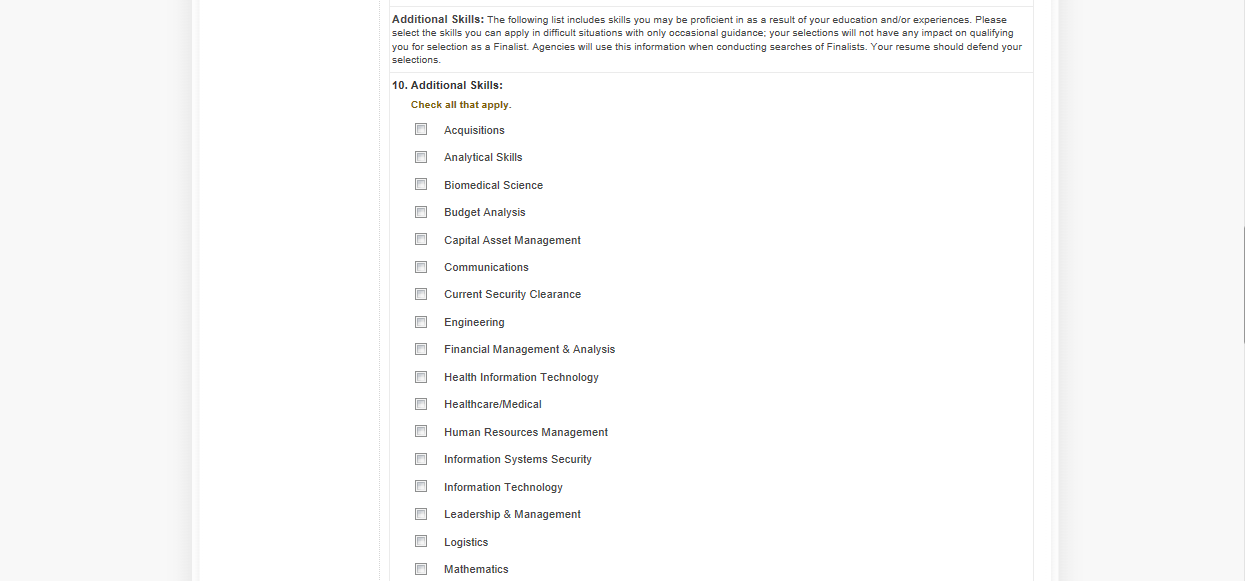 Additional Skills: The following list includes skills you may be proficient in as a result of your education and/or experiences. Please
select the skills you can apply in difficult situations with only occasional guidance; your selections will not have any impact on qualifying
you for selection as a Finalist. Agencies will use this information when conducting searches of Finalists. Your resume should defend your
selections.
10. Additional Skills:
Check all that apply.
Acquisitions
Analytical Skills
Biomedical Science
Budget Analysis
Capital Asset Management
Communications
Current Security Clearance
Engineering
Financial Management & Analysis
Health Information Technology
Healthcare/Medical
Human Resources Management
Information Systems Security
Information Technology
Leadership & Management
Logistics
Mathematics